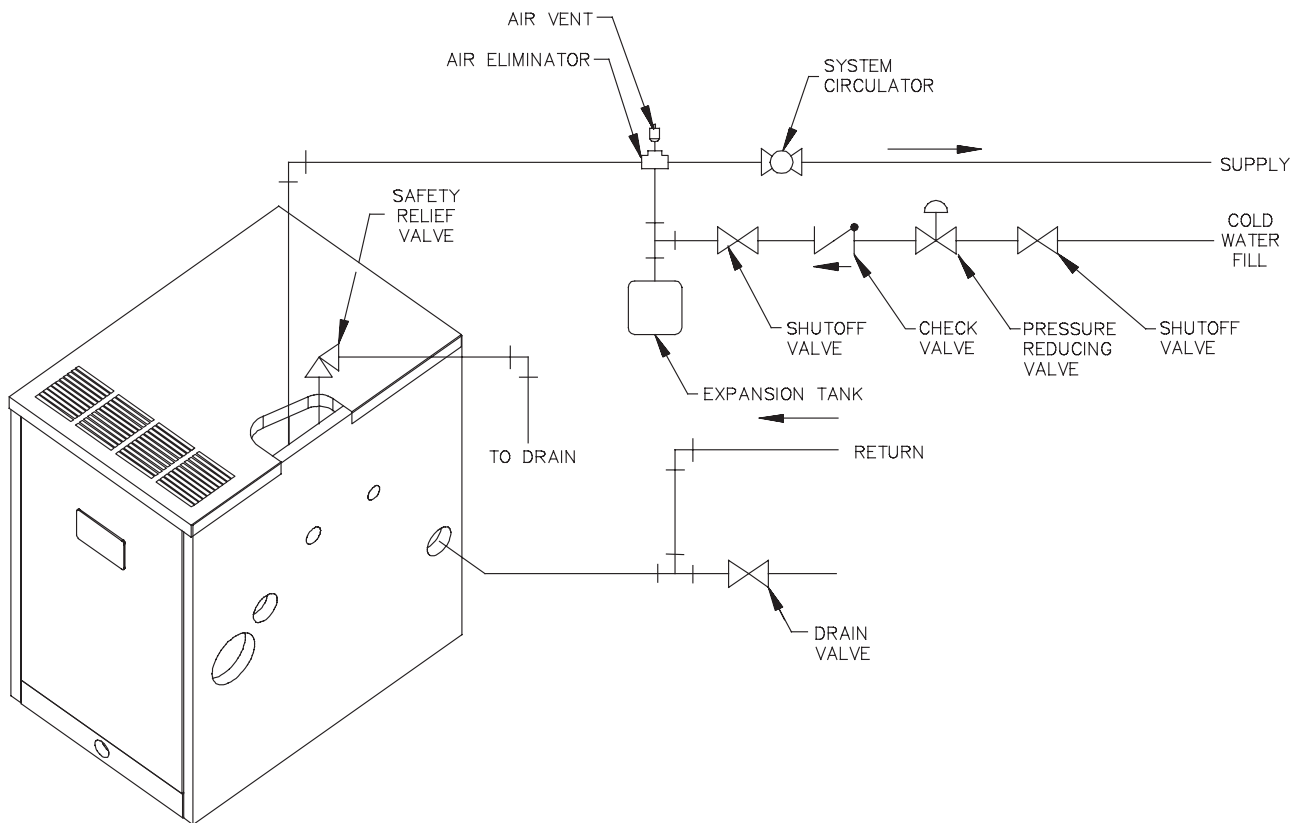 AIR VENT
AIR ELIMINATOR
SYSTEM
CIRCULATOR
SUPPLY
SAFETY
RELIEF
VALVE
COLD
WATER
FILL
SHUTOFF
VALVE
CHECK
VALVE
PRESSURE
REDUCING
VALVE
SHUTOFF
VALVE
EXPANSION TANK
TO DRAIN
RETURN
DRAIN
VALVE